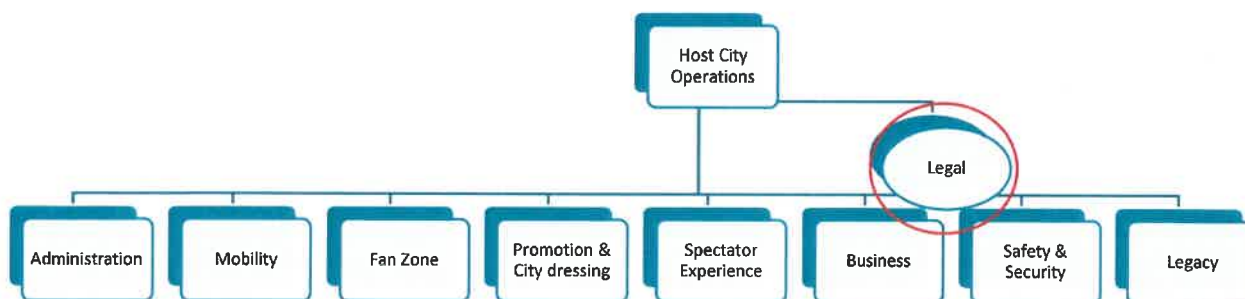 Host City
Operations
Legal
Administration
Mobility
Fan Zone
Promotion &
City dressing
Spectator
Experience
Business
Safety &
Security
Legacy